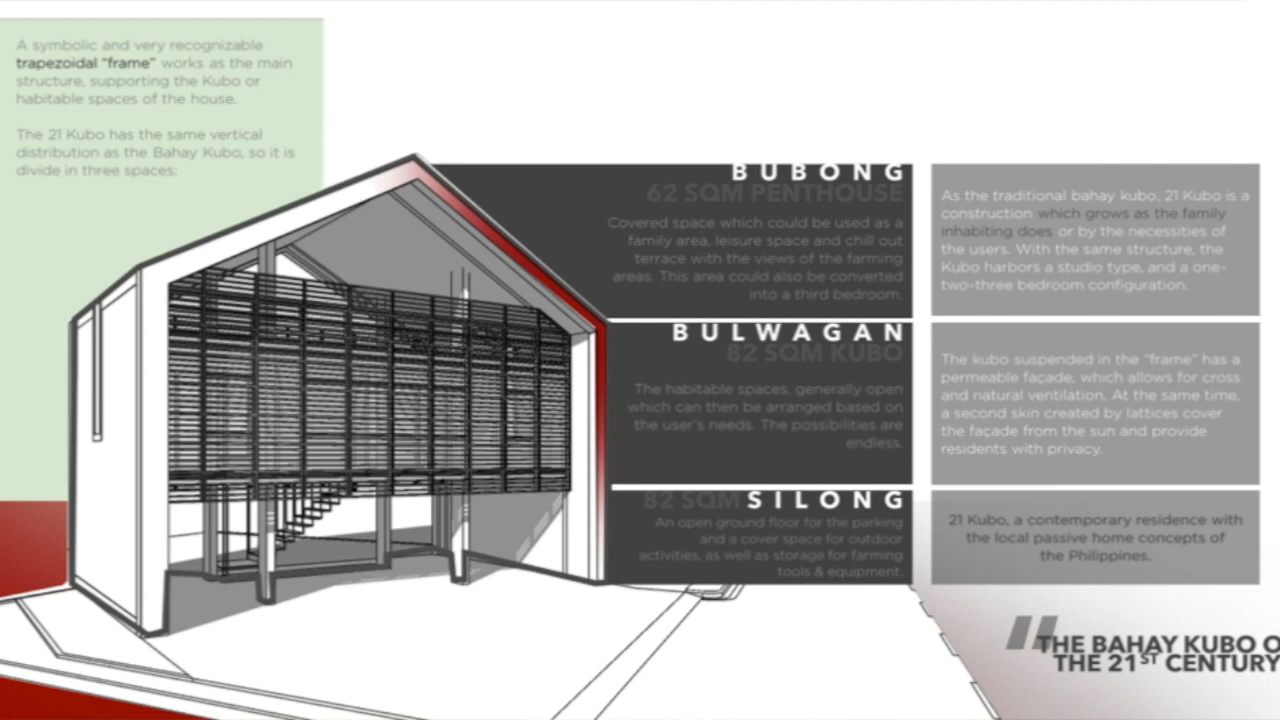 A symbolic and very recognizable
trapezoidal “frame” works as the main
structure, supporting the Kubo or
habitable spaces of the house.
The 21 Kubo has the same vertical
distribution as the Bahay Kubo, so it is
divide in three spaces:
BUBONG
62 SQM PENTHOUSE
Covered space which could be used as a
family area, leisure space and chill out
terrace with the views of the farming
areas. This area could also be converted
into a third bedroom.
BULWAGAN
82 SQM KUBO
The habitable spaces, generally open
which can then be arranged based on
the user's needs. The possibilities are
endless.
82 SQM SILONG
An open ground floor for the parking
and a cover space for outdoor
activities, as well as storage for farming
tools & equipment.
As the traditional bahay kubo, 21 Kubo is a
construction which grows as the family
inhabiting does or by the necessities of
the users. With the same structure, the
Kubo harbors a studio type, and a one-
two-three bedroom configuration.
The kubo suspended in the “frame” has a
permeable façade, which allows for cross
and natural ventilation. At the same time,
a second skin created by lattices cover
the façade from the sun and provide
residents with privacy.
21 Kubo, a contemporary residence with
the local passive home concepts of
the Philippines.
"THE BAHAY KUBO O
THE 21ST CENTURY